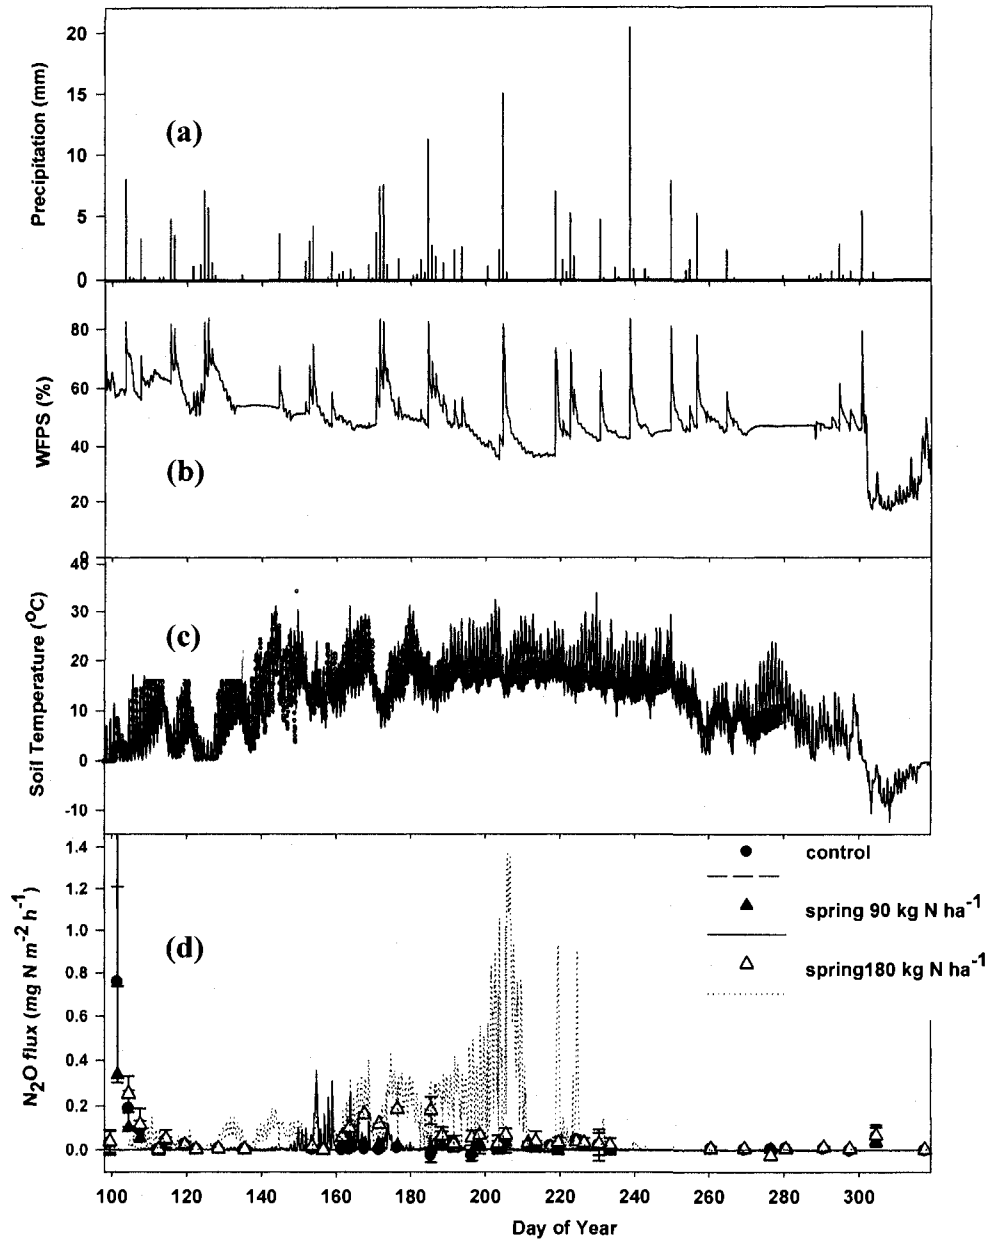 Precipitation (mm)
20
15
10
5
0
(a)
WFPS (%)
80
60
40
20
0
(b)
Soil Temperature (ºC)
40
30
20
10
0
-10
(c)
N2O flux (mg N m-2 h-1)
1.4
1.2
1.0
0.8
0.6
0.4
0.2
0.0
(d)
control
spring 90 kg N ha-1
spring180 kg N ha-1
100 120 140 160 180 200 220 240 260 280 300
Day of Year